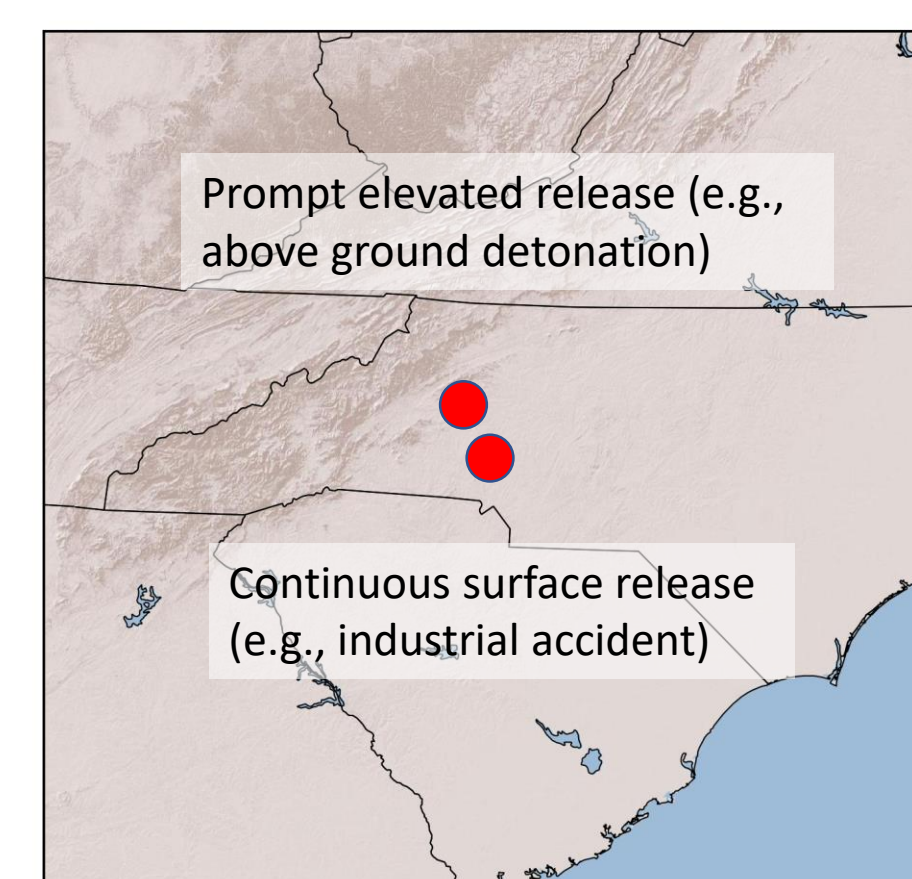 Prompt elevated release (e.g.,
above ground detonation)
Continuous surface release
(e.g., industrial accident)